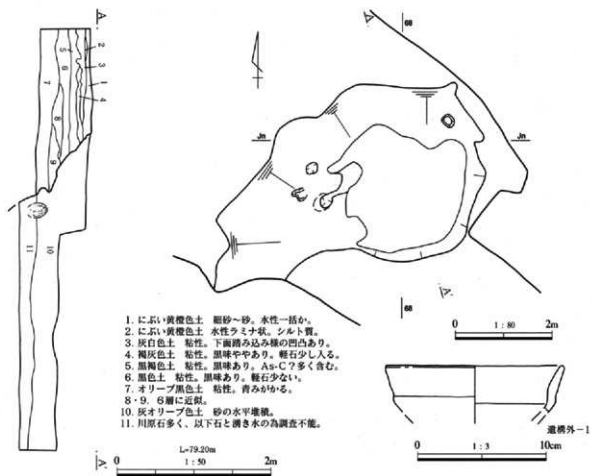 A
5
2
6
3
7
1
4
8
9
11
10
A'
A
68
Jn
Jn
A'
68
1. にぶい黄橙色土 細砂～砂。水性一括か。
2. にぶい黄橙色土 水性ラミナ状。シルト質。
3. 灰白色土 粘性。下面踏み込み様の凹凸あり。
4. 褐灰色土 粘性。黒味ややあり。軽石少し入る。
5. 黒褐色土 粘性。黒味あり。As-C？多く含む。
6. 黒色土 粘性。黒味あり。軽石少ない。
7. オリーブ黒色土 粘性。青みがかる。
8・9. 6層に近似。
10. 灰オリーブ色土 砂の水平堆積。
11. 川原石多く、以下石と湧き水の為調査不能。
L=79.20m
0 1:50 2m
0 1:80 2m
遺構外－1
0 1:3 10cm